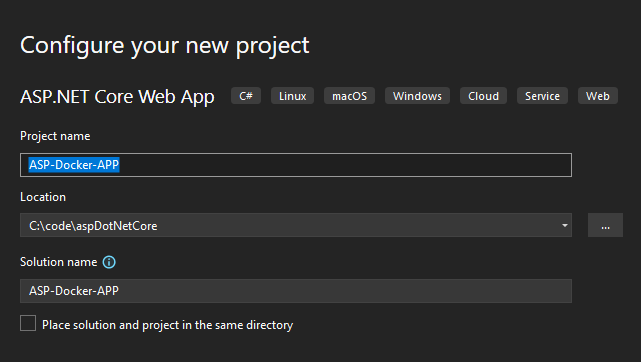 Configure your new project
ASP.NET Core Web App C# Linux macOS Windows Cloud Service Web
Project name
ASP-Docker-APP
Location
C:\code\aspDotNetCore
...
Solution name
ASP-Docker-APP
Place solution and project in the same directory